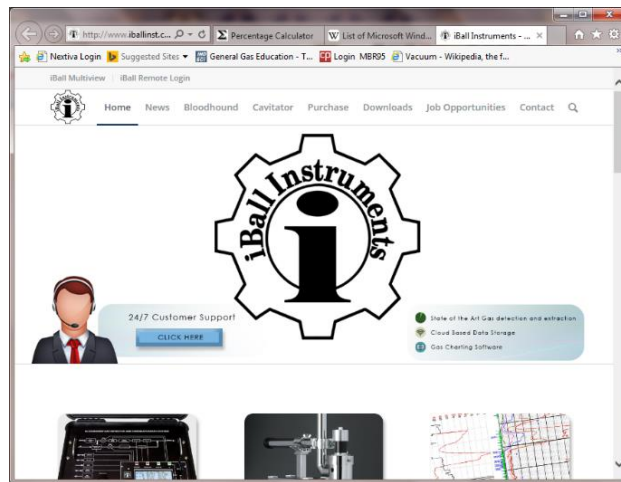 http://www.iballinst.c...
Percentage Calculator
List of Microsoft Wind...
iBall Instruments - ...
Nextiva Login
Suggested Sites
General Gas Education - T...
Login MBR95
Vacuum - Wikipedia, the f...
iBall Multiview | iBall Remote Login
Home News Bloodhound Cavitator Purchase Downloads Job Opportunities Contact
iBall Instruments
i
24/7 Customer Support
CLICK HERE
State of the Art Gas detection and extraction
Cloud Based Data Storage
Gas Charting Software